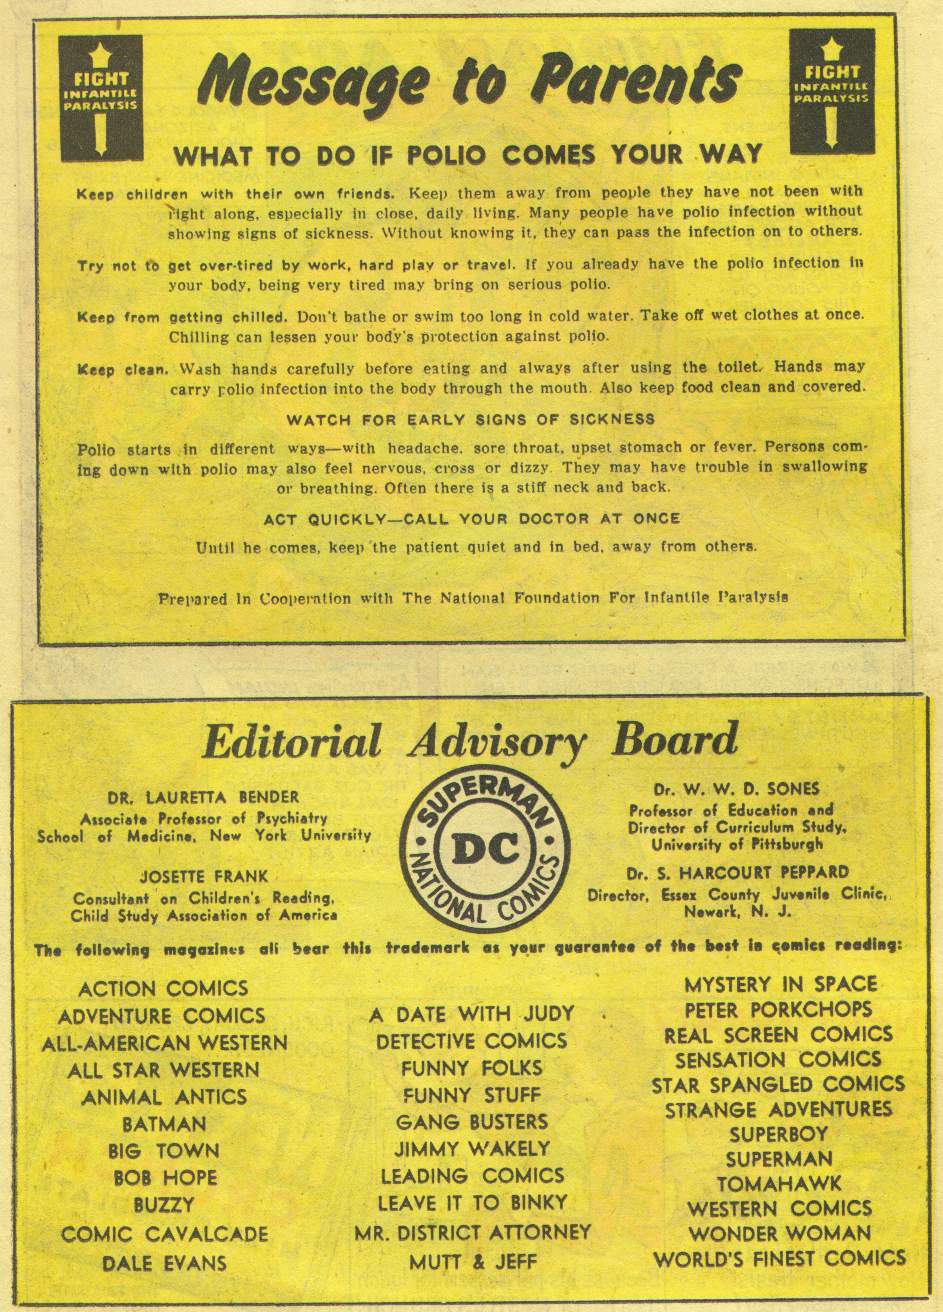 FIGHT
INFANTILE
PARALYSIS
Message to Parents
FIGHT
INFANTILE
PARALYSIS
WHAT TO DO IF POLIO COMES YOUR WAY
Keep children with their own friends. Keep them away from people they have not been with
right along, especially in close, daily living. Many people have polio infection without
showing signs of sickness. Without knowing it, they can pass the infection on to others.
Try not to get over-tired by work, hard play or travel. If you already have the polio infection in
your body, being very tired may bring on serious polio.
Keep from getting chilled. Don't bathe or swim too long in cold water. Take off wet clothes at once.
Chilling can lessen your body's protection against polio.
Keep clean. Wash hands carefully before eating and always after using the toilet. Hands may
carry polio infection into the body through the mouth. Also keep food clean and covered.
WATCH FOR EARLY SIGNS OF SICKNESS
Polio starts in different ways—with headache, sore throat, upset stomach or fever. Persons com-
ing down with polio may also feel nervous, cross or dizzy. They may have trouble in swallowing
or breathing. Often there is a stiff neck and back.
ACT QUICKLY—CALL YOUR DOCTOR AT ONCE
Until he comes, keep the patient quiet and in bed, away from others.
Prepared In Cooperation with The National Foundation For Infantile Paralysis
Editorial Advisory Board
DR. LAURETTA BENDER
Associate Professor of Psychiatry
School of Medicine, New York University
JOSETTE FRANK
Consultant on Children's Reading,
Child Study Association of America
SUPERMAN
DC
NATIONAL COMICS
Dr. W. W. D. SONES
Professor of Education and
Director of Curriculum Study,
University of Pittsburgh
Dr. S. HARCOURT PEPPARD
Director, Essex County Juvenile Clinic,
Newark, N. J.
The following magazines all bear this trademark as your guarantee of the best in comics reading:
ACTION COMICS
ADVENTURE COMICS
ALL-AMERICAN WESTERN
ALL STAR WESTERN
ANIMAL ANTICS
BATMAN
BIG TOWN
BOB HOPE
BUZZY
COMIC CAVALCADE
DALE EVANS
A DATE WITH JUDY
DETECTIVE COMICS
FUNNY FOLKS
FUNNY STUFF
GANG BUSTERS
JIMMY WAKELY
LEADING COMICS
LEAVE IT TO BINKY
MR. DISTRICT ATTORNEY
MUTT & JEFF
MYSTERY IN SPACE
PETER PORKCHOPS
REAL SCREEN COMICS
SENSATION COMICS
STAR SPANGLED COMICS
STRANGE ADVENTURES
SUPERBOY
SUPERMAN
TOMAHAWK
WESTERN COMICS
WONDER WOMAN
WORLD'S FINEST COMICS